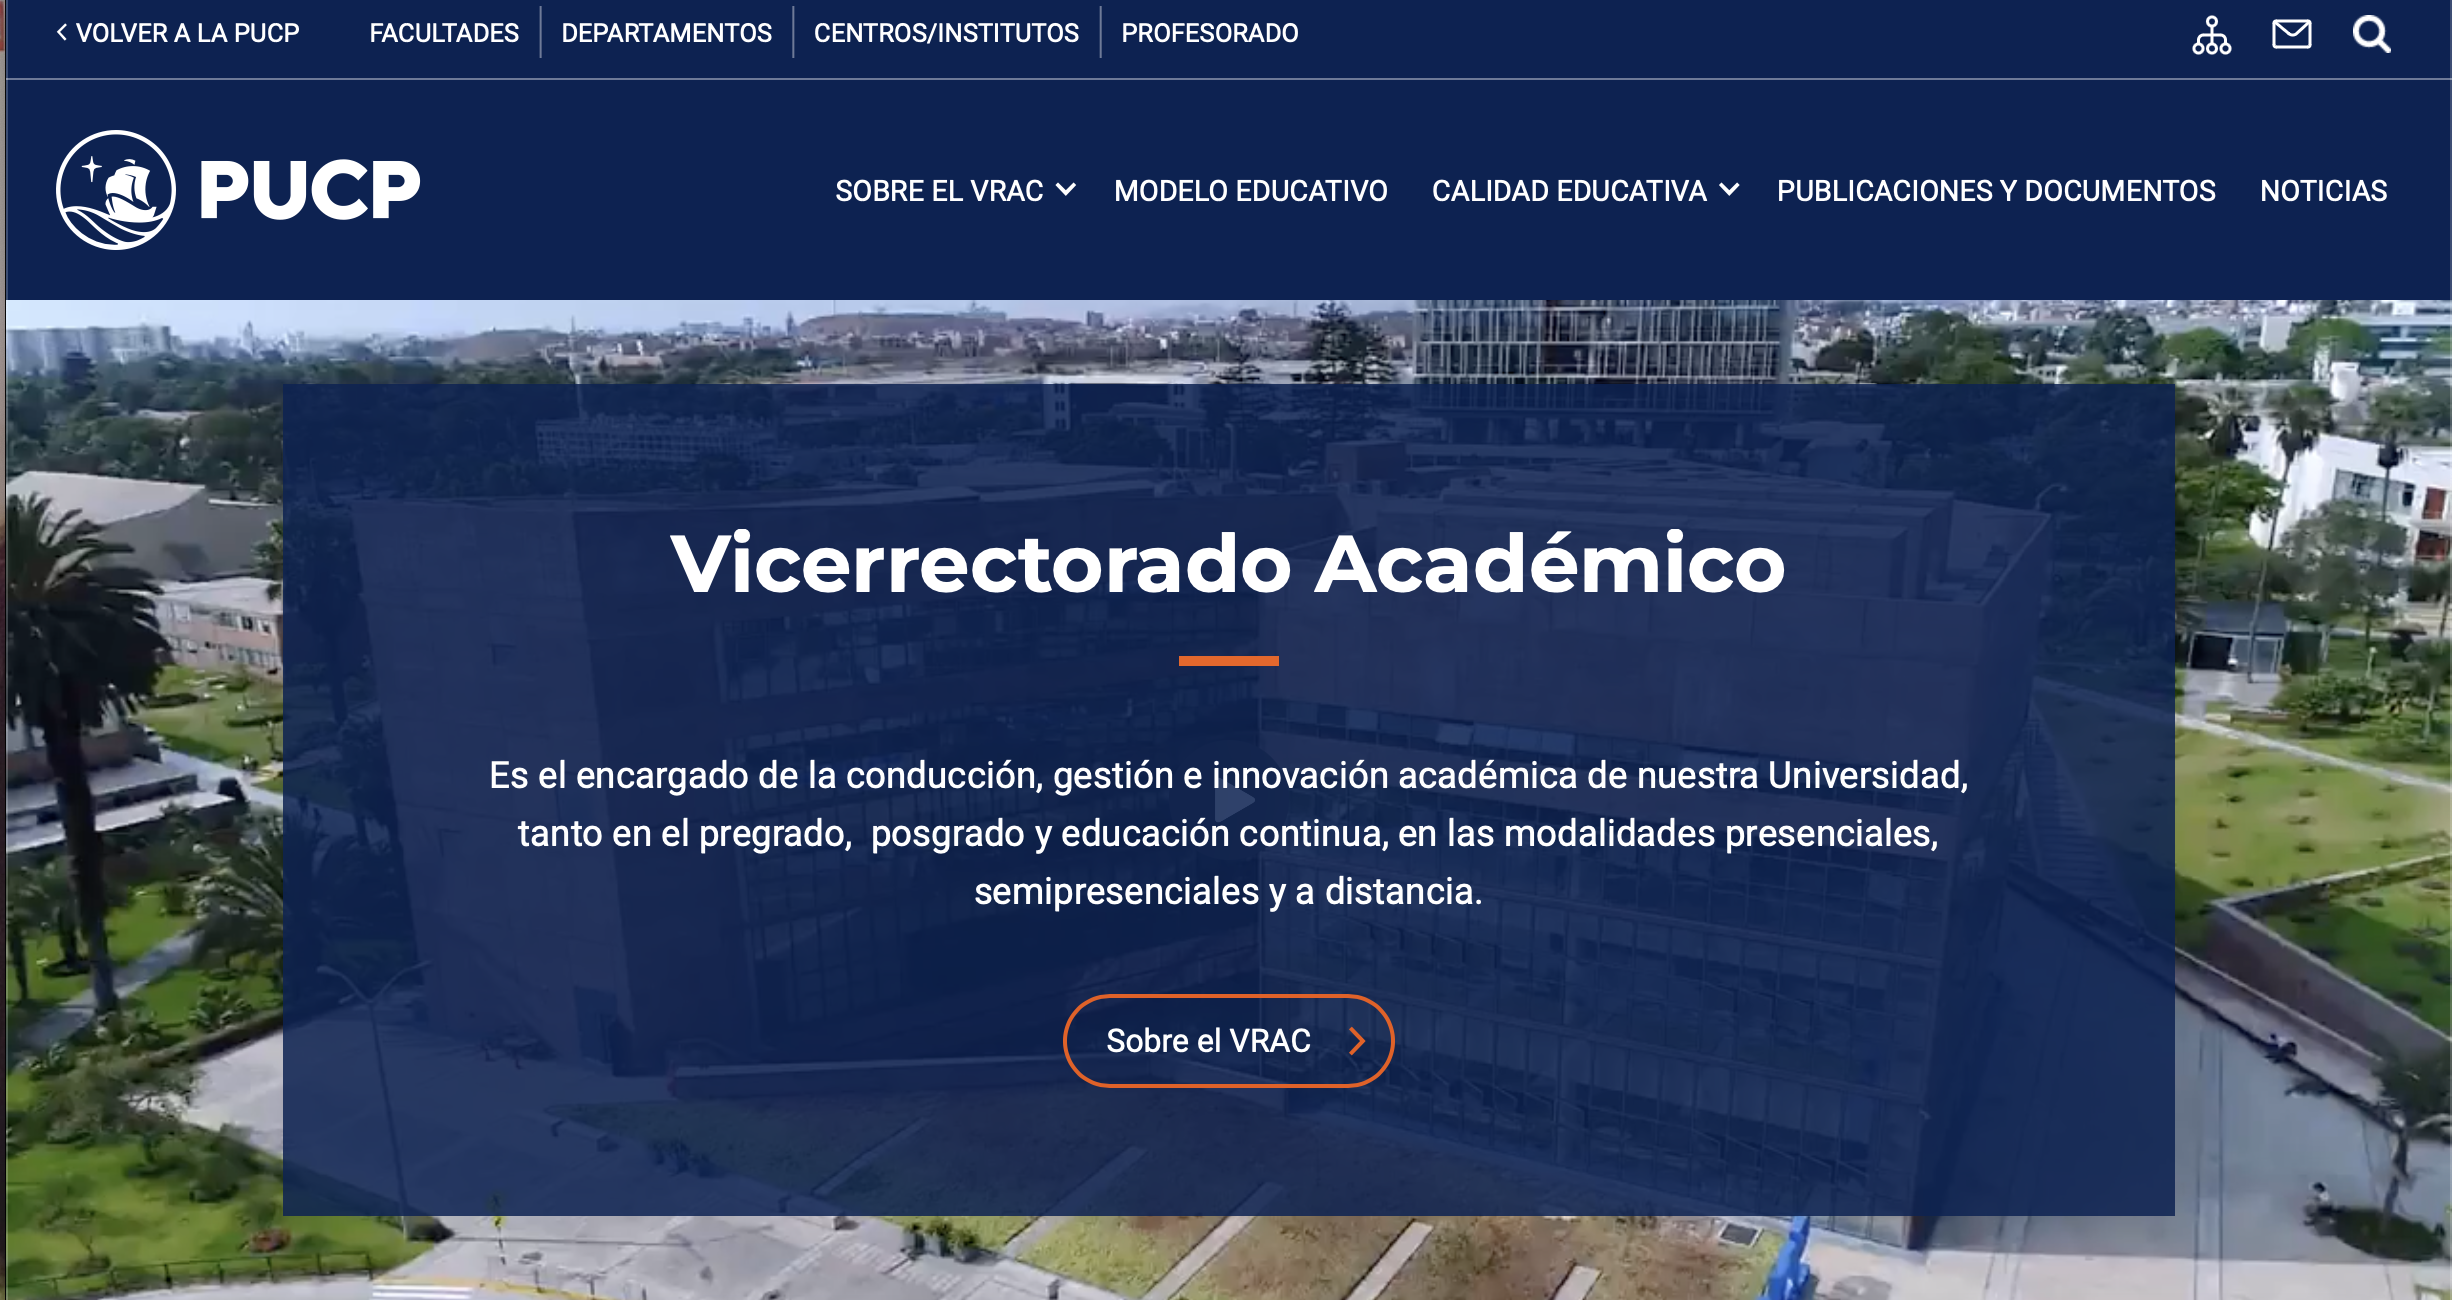 VOLVER A LA PUCP FACULTADES DEPARTAMENTOS CENTROS/INSTITUTOS PROFESORADO
PUCP
SOBRE EL VRAC MODELO EDUCATIVO CALIDAD EDUCATIVA PUBLICACIONES Y DOCUMENTOS NOTICIAS
Vicerrectorado Académico
Es el encargado de la conducción, gestión e innovación académica de nuestra Universidad,
tanto en el pregrado, posgrado y educación continua, en las modalidades presenciales,
semipresenciales y a distancia.
Sobre el VRAC